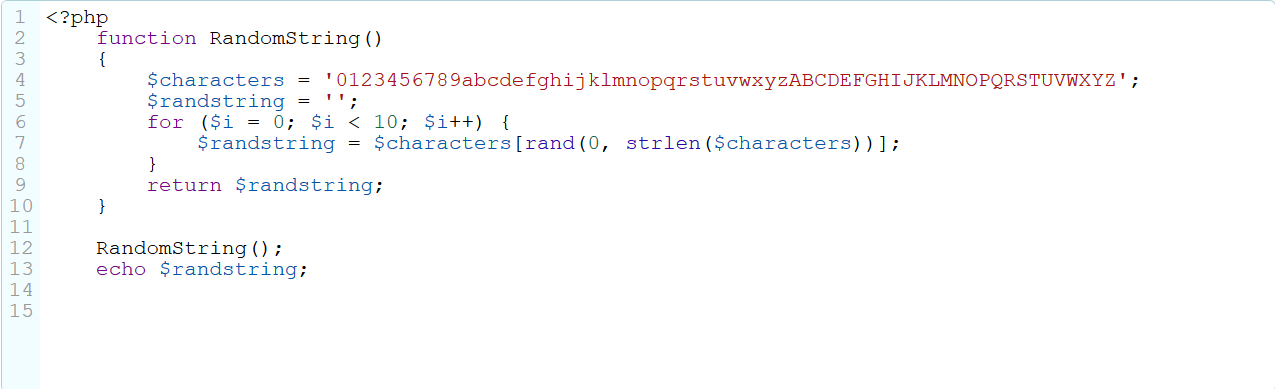 1 <?php
2     function RandomString()
3     {
4         $characters = '0123456789abcdefghijklmnopqrstuvwxyzABCDEFGHIJKLMNOPQRSTUVWXYZ';
5         $randstring = '';
6         for ($i = 0; $i < 10; $i++) {
7             $randstring = $characters[rand(0, strlen($characters))];
8         }
9         return $randstring;
10     }
11
12     RandomString();
13     echo $randstring;
14
15